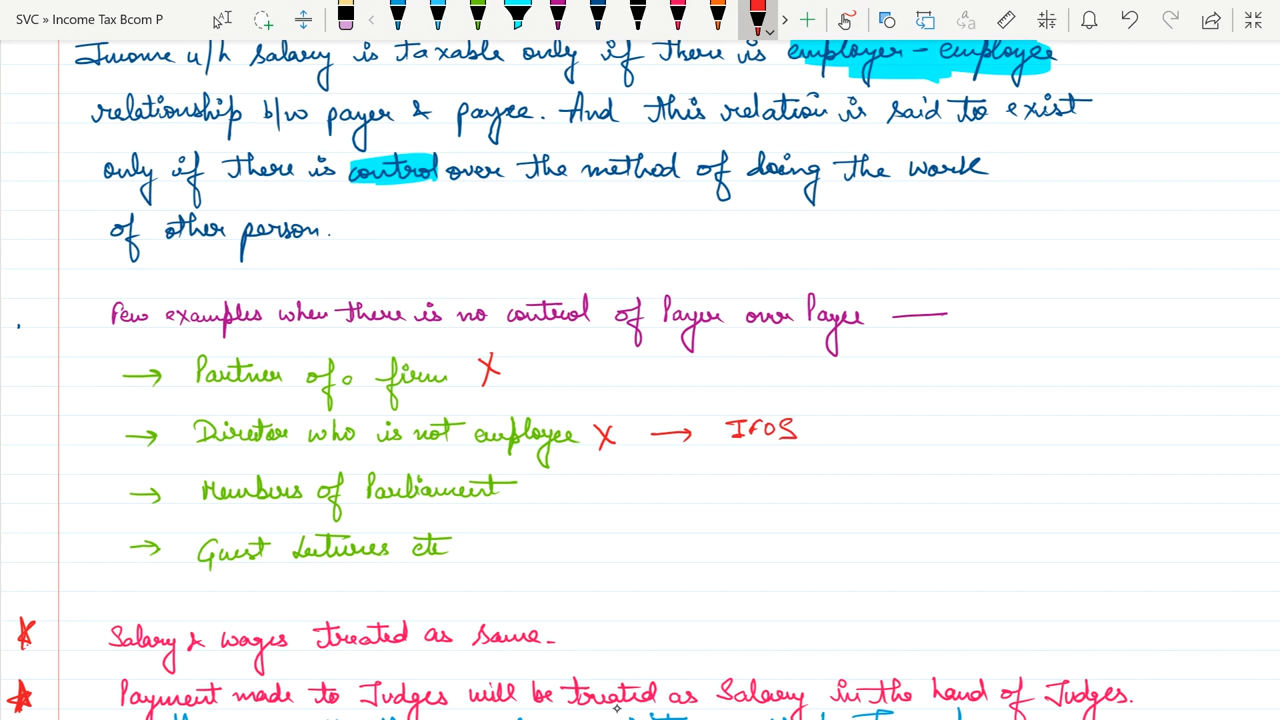 SVC » Income Tax Bcom P
Income u/h Salary is taxable only if there is employer - employee
relationship b/w payer & payee. And this relation is said to exist
only if there is control over the method of doing the work
of other person.
Few examples when there is no control of Payer over Payee —
→ Partner of a firm X
→ Director who is not employee X → IFOS
→ Members of Parliament
→ Guest Lectures etc
Salary & wages treated as same.
Payment made to Judges will be treated as Salary in the hand of Judges.